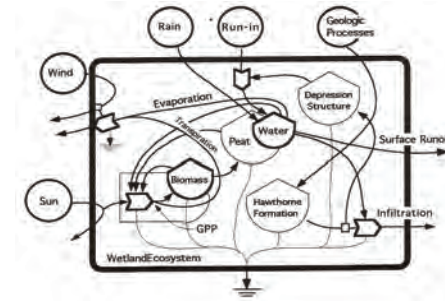 Rain
Run-in
Geologic
Processes
Wind
Evaporation
Transpiration
Depression
Structure
Peat
Water
Surface Runo
Biomass
Sun
Hawthorne
Formation
Infiltration
GPP
WetlandEcosystem